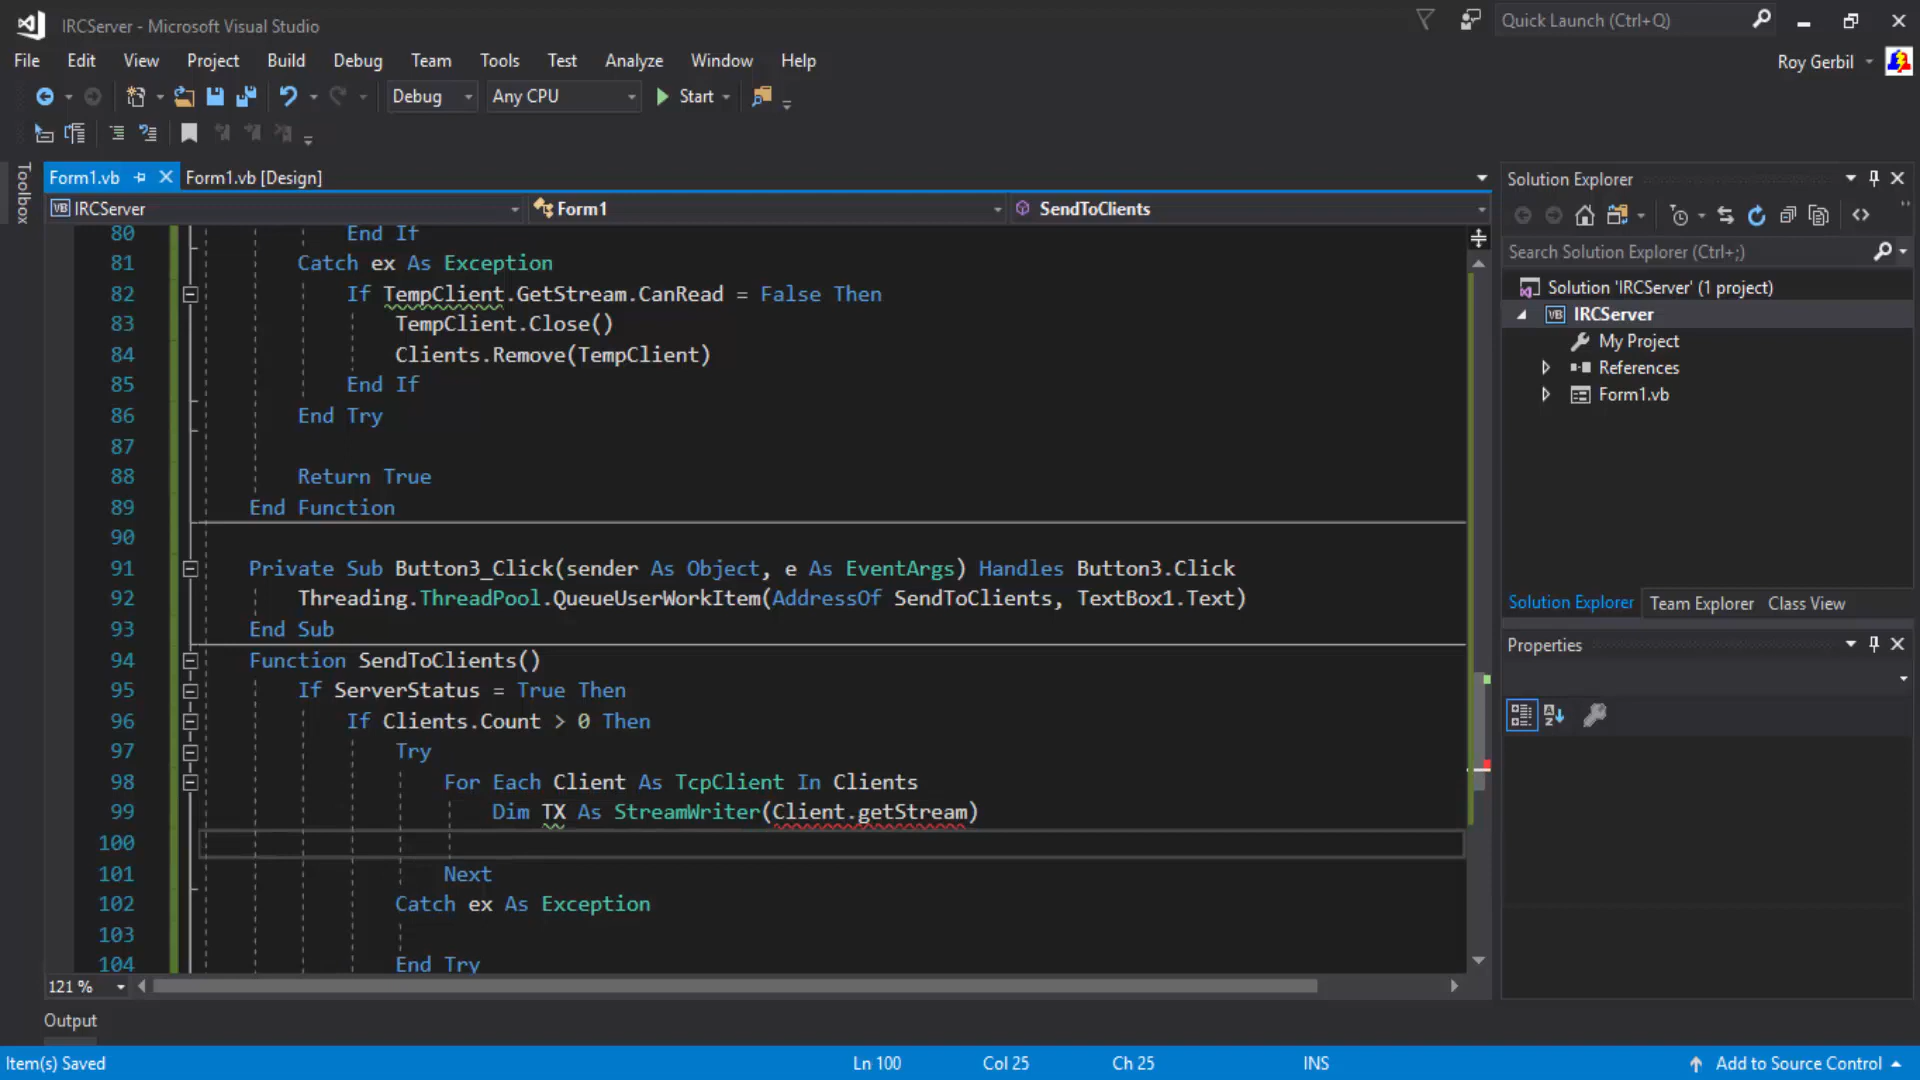 IRCServer - Microsoft Visual Studio
Quick Launch (Ctrl+Q)
File Edit View Project Build Debug Team Tools Test Analyze Window Help
Roy Gerbil
Debug Any CPU Start
Toolbox
Form1.vb Form1.vb [Design]
IRCServer Form1 SendToClients
80 End If
81 Catch ex As Exception
82 If TempClient.GetStream.CanRead = False Then
83 TempClient.Close()
84 Clients.Remove(TempClient)
85 End If
86 End Try
87
88 Return True
89 End Function
90
91 Private Sub Button3_Click(sender As Object, e As EventArgs) Handles Button3.Click
92 Threading.ThreadPool.QueueUserWorkItem(AddressOf SendToClients, TextBox1.Text)
93 End Sub
94 Function SendToClients()
95 If ServerStatus = True Then
96 If Clients.Count > 0 Then
97 Try
98 For Each Client As TcpClient In Clients
99 Dim TX As StreamWriter(Client.getStream)
100
101 Next
102 Catch ex As Exception
103
104 End Try
121 %
Output
Solution Explorer
Search Solution Explorer (Ctrl+;)
Solution 'IRCServer' (1 project)
VB IRCServer
My Project
References
Form1.vb
Solution Explorer Team Explorer Class View
Properties
Item(s) Saved Ln 100 Col 25 Ch 25 INS Add to Source Control